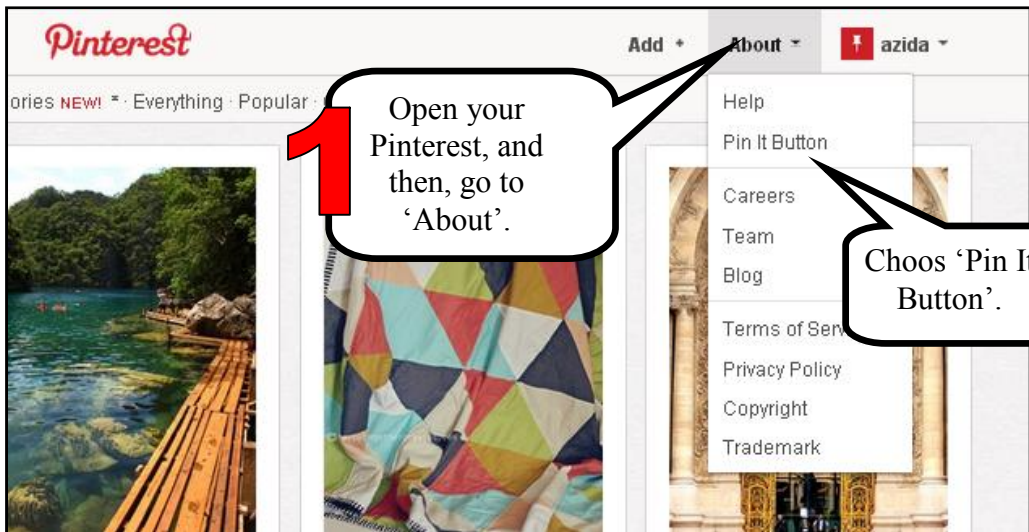 Pinterest
Add + About azida
ories NEW! · Everything · Popular ·
1
Open your
Pinterest, and
then, go to
‘About’.
Help
Pin It Button
Careers
Team
Blog
Choos ‘Pin It
Button’.
Terms of Serv
Privacy Policy
Copyright
Trademark